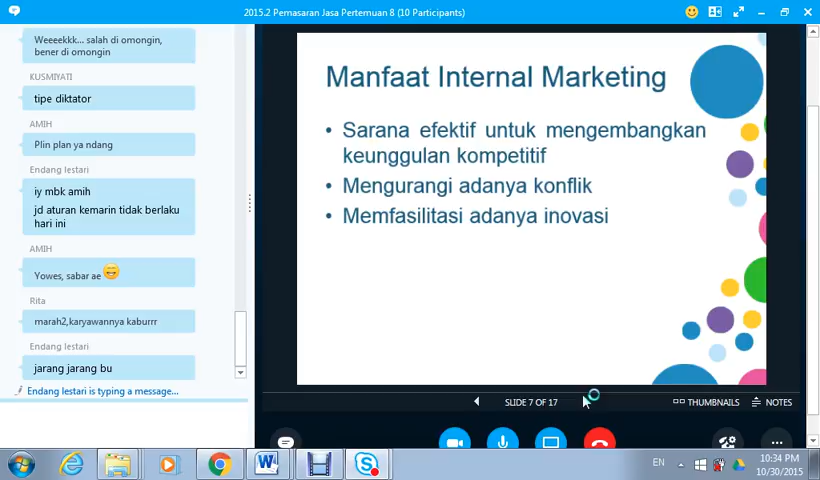 2015.2 Pemasaran Jasa Pertemuan 8 (10 Participants)
Weeeekkk... salah di omongin,
bener di omongin
KUSMIYATI
tipe diktator
AMIH
Plin plan ya ndang
Endang lestari
iy mbk amih
jd aturan kemarin tidak berlaku
hari ini
AMIH
Yowes, sabar ae
Rita
marah2,karyawannya kaburrr
Endang lestari
jarang jarang bu
Endang lestari is typing a message...
Manfaat Internal Marketing
• Sarana efektif untuk mengembangkan
keunggulan kompetitif
• Mengurangi adanya konflik
• Memfasilitasi adanya inovasi
SLIDE 7 OF 17
THUMBNAILS
NOTES
EN
10:34 PM
10/30/2015